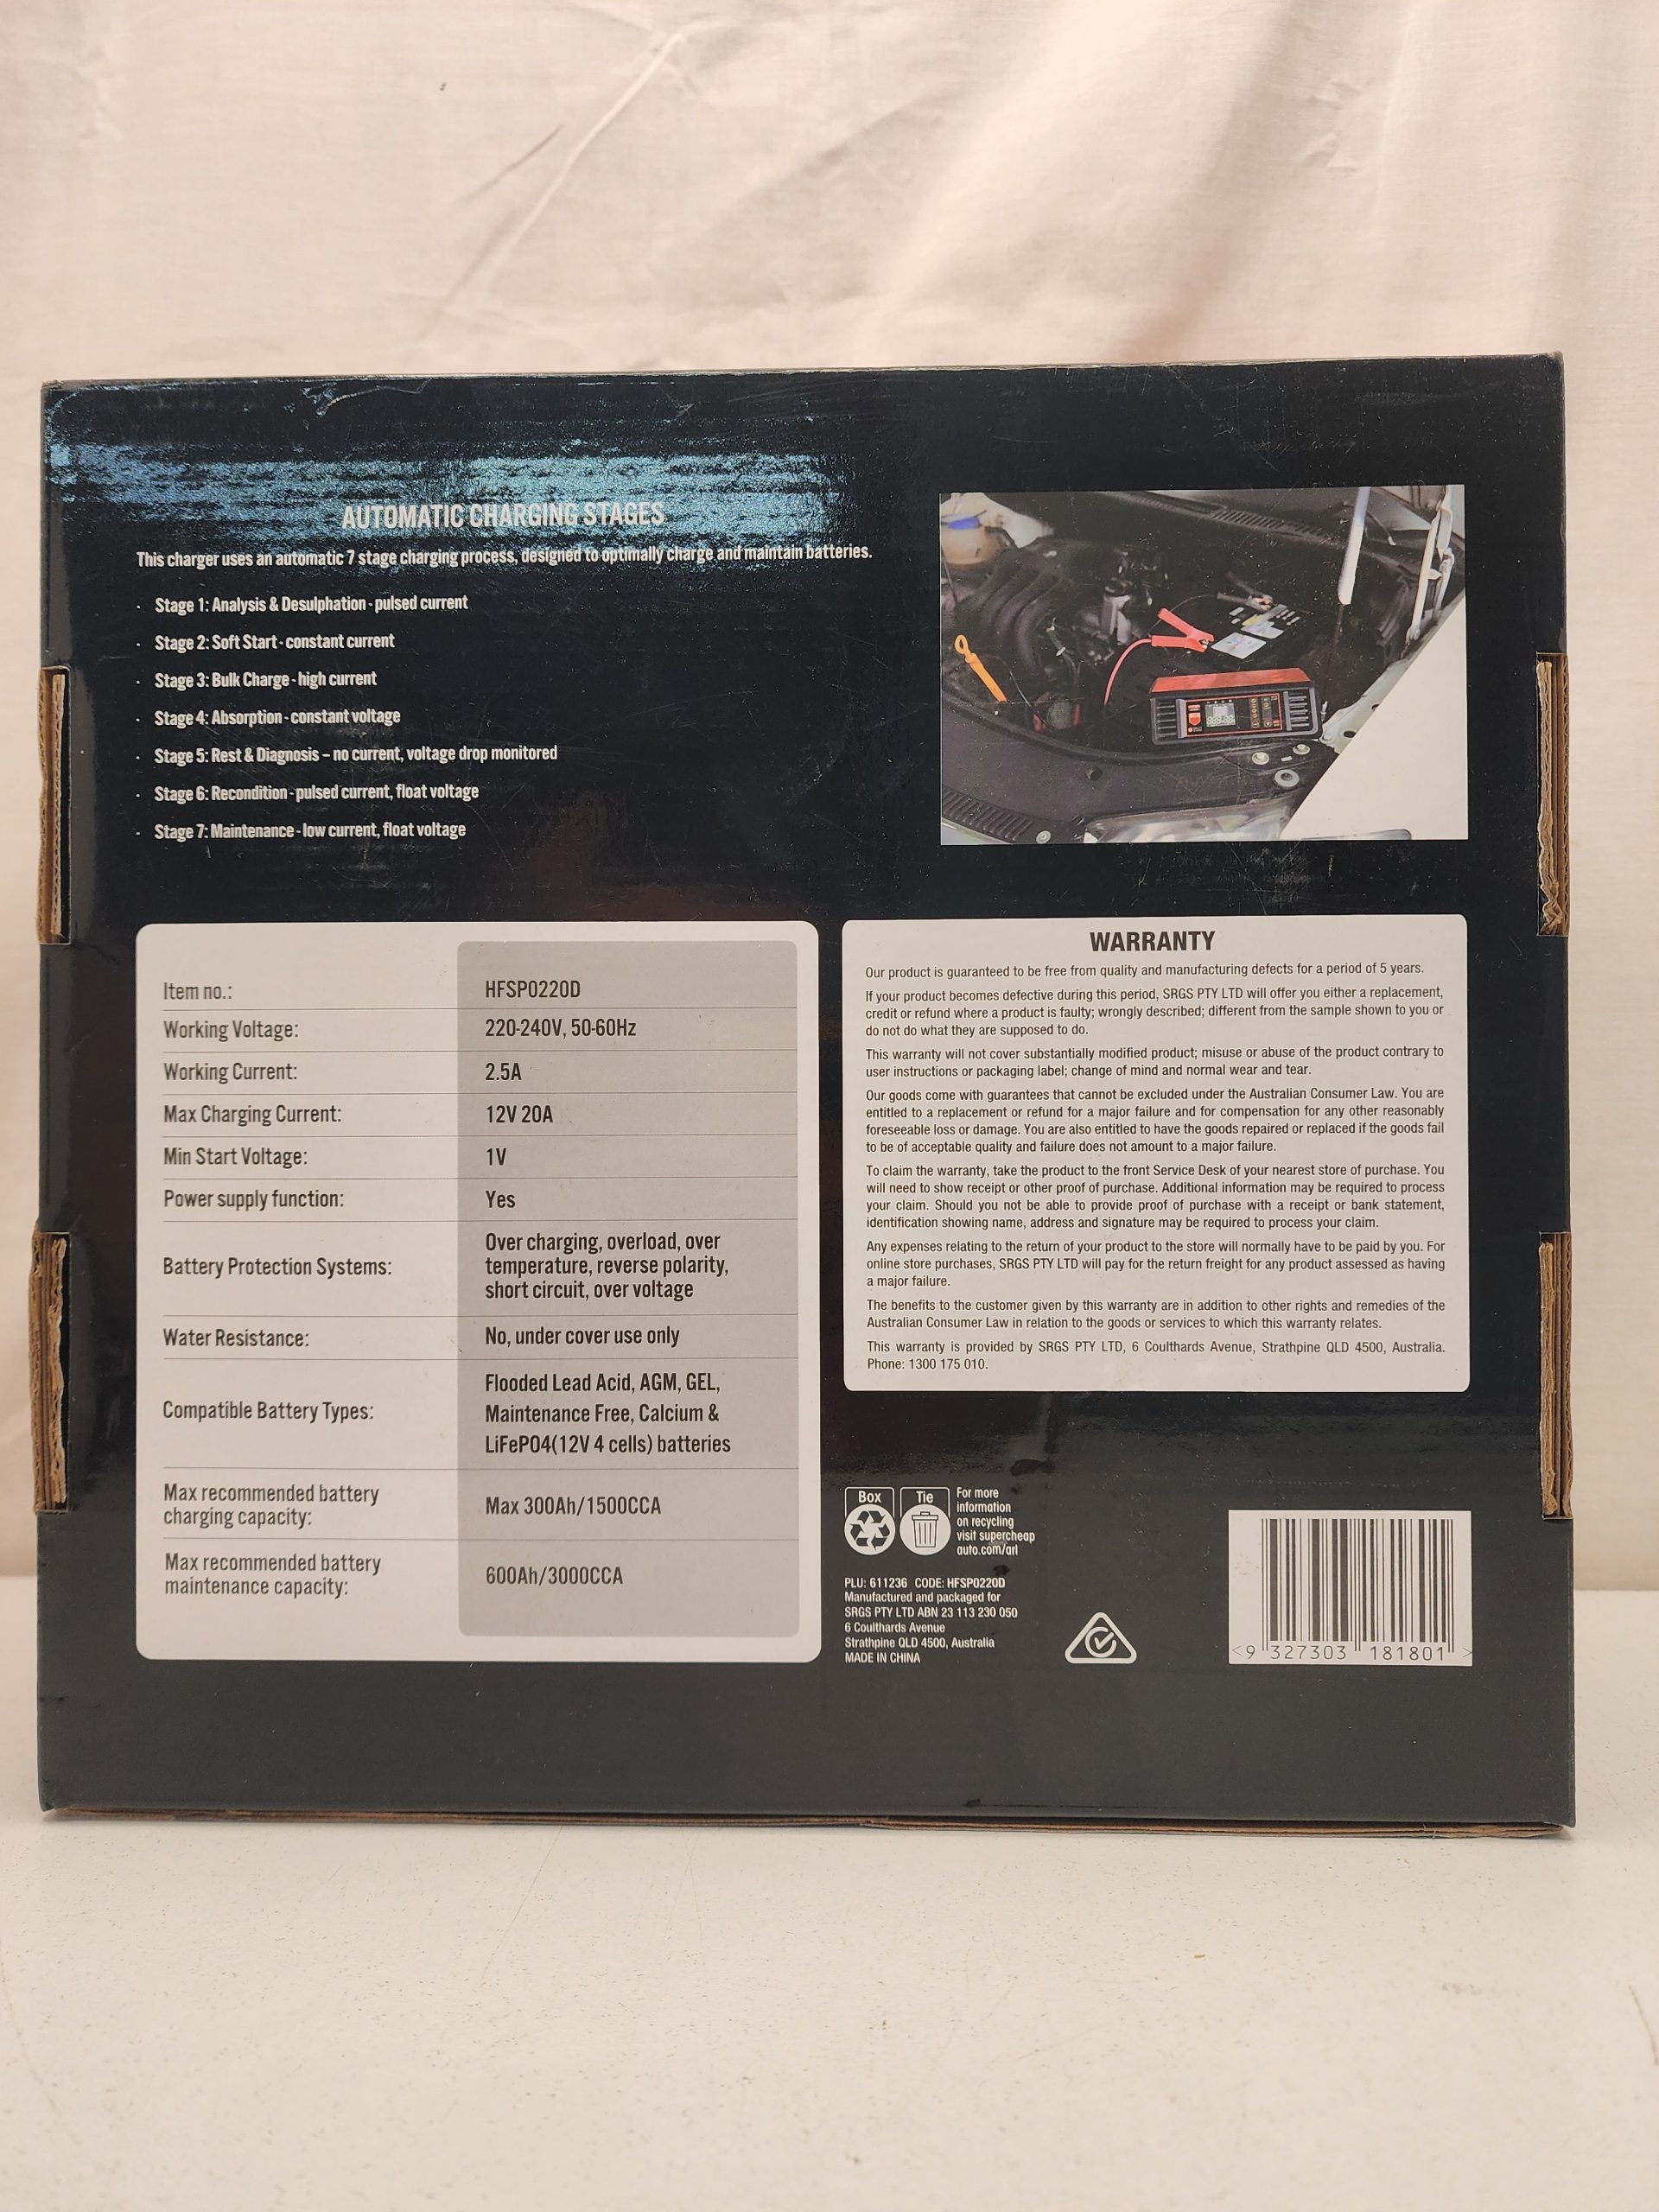 AUTOMATIC CHARGING STAGES
This charger uses an automatic 7 stage charging process, designed to optimally charge and maintain batteries.
· Stage 1: Analysis & Desulphation - pulsed current
· Stage 2: Soft Start - constant current
· Stage 3: Bulk Charge - high current
· Stage 4: Absorption - constant voltage
· Stage 5: Rest & Diagnosis – no current, voltage drop monitored
· Stage 6: Recondition - pulsed current, float voltage
· Stage 7: Maintenance - low current, float voltage
Item no.: HFSP0220D
Working Voltage: 220-240V, 50-60Hz
Working Current: 2.5A
Max Charging Current: 12V 20A
Min Start Voltage: 1V
Power supply function: Yes
Battery Protection Systems: Over charging, overload, over
temperature, reverse polarity,
short circuit, over voltage
Water Resistance: No, under cover use only
Compatible Battery Types: Flooded Lead Acid, AGM, GEL,
Maintenance Free, Calcium &
LiFePO4(12V 4 cells) batteries
Max recommended battery
charging capacity: Max 300Ah/1500CCA
Max recommended battery
maintenance capacity: 600Ah/3000CCA
WARRANTY
Our product is guaranteed to be free from quality and manufacturing defects for a period of 5 years.
If your product becomes defective during this period, SRGS PTY LTD will offer you either a replacement,
credit or refund where a product is faulty; wrongly described; different from the sample shown to you or
do not do what they are supposed to do.
This warranty will not cover substantially modified product; misuse or abuse of the product contrary to
user instructions or packaging label; change of mind and normal wear and tear.
Our goods come with guarantees that cannot be excluded under the Australian Consumer Law. You are
entitled to a replacement or refund for a major failure and for compensation for any other reasonably
foreseeable loss or damage. You are also entitled to have the goods repaired or replaced if the goods fail
to be of acceptable quality and failure does not amount to a major failure.
To claim the warranty, take the product to the front Service Desk of your nearest store of purchase. You
will need to show receipt or other proof of purchase. Additional information may be required to process
your claim. Should you not be able to provide proof of purchase with a receipt or bank statement,
identification showing name, address and signature may be required to process your claim.
Any expenses relating to the return of your product to the store will normally have to be paid by you. For
online store purchases, SRGS PTY LTD will pay for the return freight for any product assessed as having
a major failure.
The benefits to the customer given by this warranty are in addition to other rights and remedies of the
Australian Consumer Law in relation to the goods or services to which this warranty relates.
This warranty is provided by SRGS PTY LTD, 6 Coulthards Avenue, Strathpine QLD 4500, Australia.
Phone: 1300 175 010.
Box
Tie
For more
information
on recycling
visit supercheap
auto.com/arl
PLU: 611236 CODE: HFSP0220D
Manufactured and packaged for
SRGS PTY LTD ABN 23 113 230 050
6 Coulthards Avenue
Strathpine QLD 4500, Australia
MADE IN CHINA
<9 327303 181801>